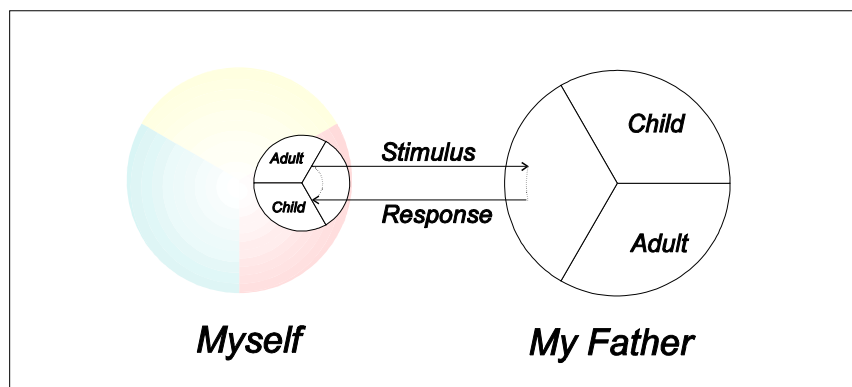 Adult
Stimulus
Child
Child
Response
Adult
Myself
My Father